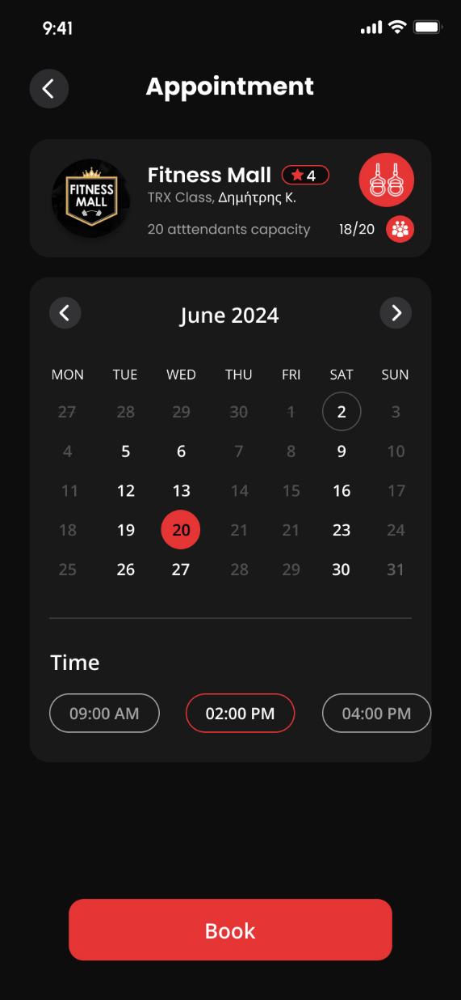 9:41
Appointment
FITNESS
MALL
Fitness Mall 4
TRX Class, Δημήτρης Κ.
20 atttendants capacity 18/20
June 2024
MON TUE WED THU FRI SAT SUN
27 28 29 30 1 2 3
4 5 6 7 8 9 10
11 12 13 14 15 16 17
18 19 20 21 21 23 24
25 26 27 28 29 30 31
Time
09:00 AM 02:00 PM 04:00 PM
Book